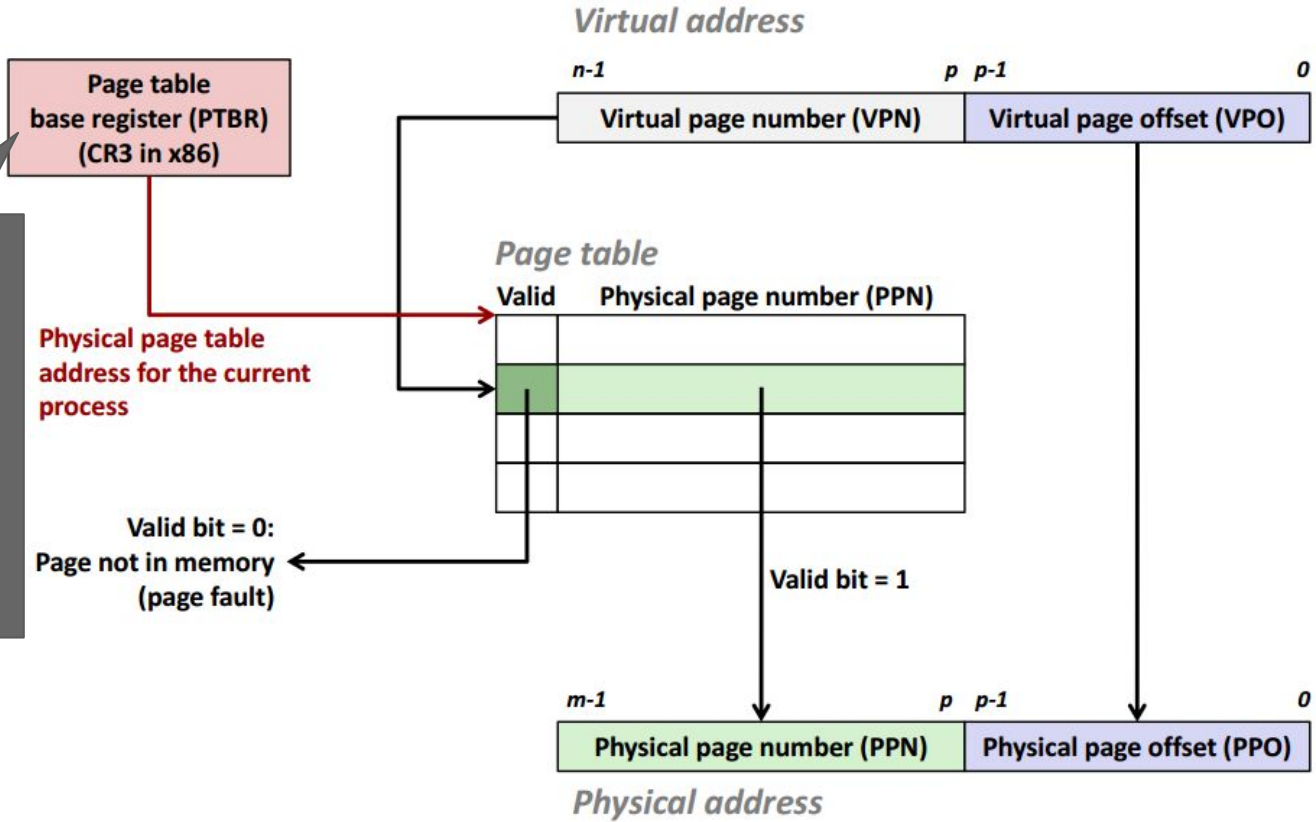 Virtual address
Page table
base register (PTBR)
(CR3 in x86)
n-1 p p-1 0
Virtual page number (VPN) Virtual page offset (VPO)
Page table
Valid Physical page number (PPN)
Physical page table
address for the current
process
Valid bit = 0:
Page not in memory
(page fault)
Valid bit = 1
m-1 p p-1 0
Physical page number (PPN) Physical page offset (PPO)
Physical address